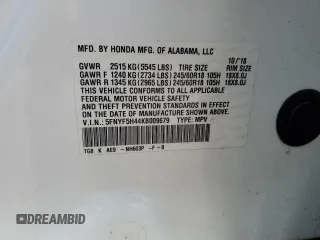 MFD. BY HONDA MFG. OF ALABAMA, LLC
10/18
GVWR 2515 KG (5545 LBS) TIRE SIZE RIM SIZE
GAWR F 1240 KG (2734 LBS) 245/60R18 105H 18X8.0J
GAWR R 1345 KG (2965 LBS) 245/60R18 105H 18X8.0J
THIS VEHICLE CONFORMS TO ALL APPLICABLE
FEDERAL MOTOR VEHICLE SAFETY STANDARDS IN EFFECT
ON THE DATE OF MANUFACTURE SHOWN ABOVE.
V.I.N.: 5FNYF5H44KB009679 TYPE: MPV
TG8 K AE9 -NH603P -F-B
DREAMBID